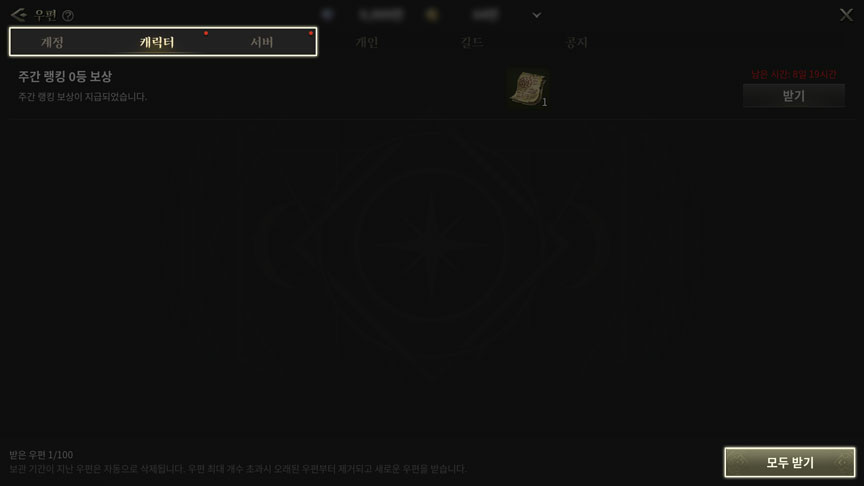 우편
계정 캐릭터 서버 개인 길드 공지
주간 랭킹 0등 보상
주간 랭킹 보상이 지급되었습니다.
1
남은 시간: 8일 19시간
받기
받은 우편 1/100
보관 기간이 지난 우편은 자동으로 삭제됩니다. 우편 최대 개수 초과시 오래된 우편부터 제거되고 새로운 우편을 받습니다.
모두 받기